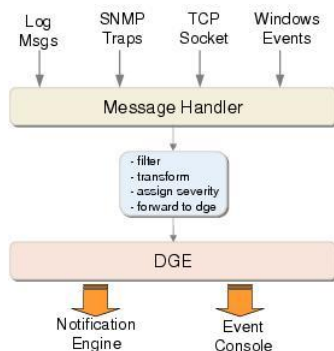 Log Msgs
SNMP Traps
TCP Socket
Windows Events
Message Handler
- filter
- transform
- assign severity
- forward to dge
DGE
Notification Engine
Event Console